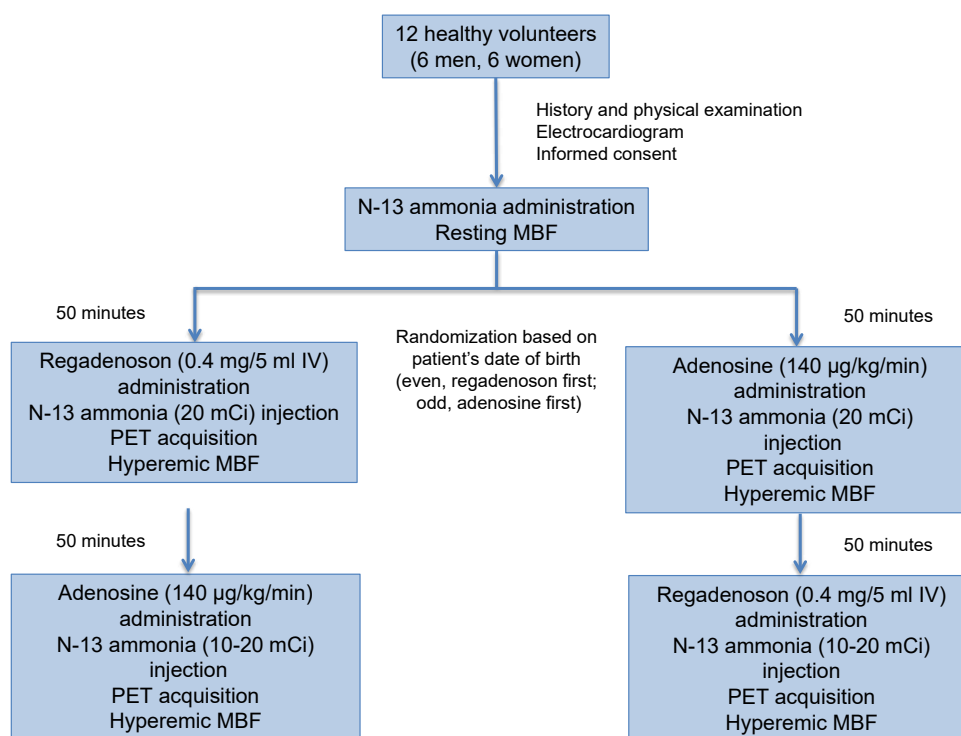 12 healthy volunteers
(6 men, 6 women)
History and physical examination
Electrocardiogram
Informed consent
N-13 ammonia administration
Resting MBF
50 minutes
Regadenoson (0.4 mg/5 ml IV)
administration
N-13 ammonia (20 mCi) injection
PET acquisition
Hyperemic MBF
Randomization based on
patient's date of birth
(even, regadenoson first;
odd, adenosine first)
50 minutes
Adenosine (140 µg/kg/min)
administration
N-13 ammonia (20 mCi)
injection
PET acquisition
Hyperemic MBF
50 minutes
Adenosine (140 µg/kg/min)
administration
N-13 ammonia (10-20 mCi)
injection
PET acquisition
Hyperemic MBF
50 minutes
Regadenoson (0.4 mg/5 ml IV)
administration
N-13 ammonia (10-20 mCi)
injection
PET acquisition
Hyperemic MBF